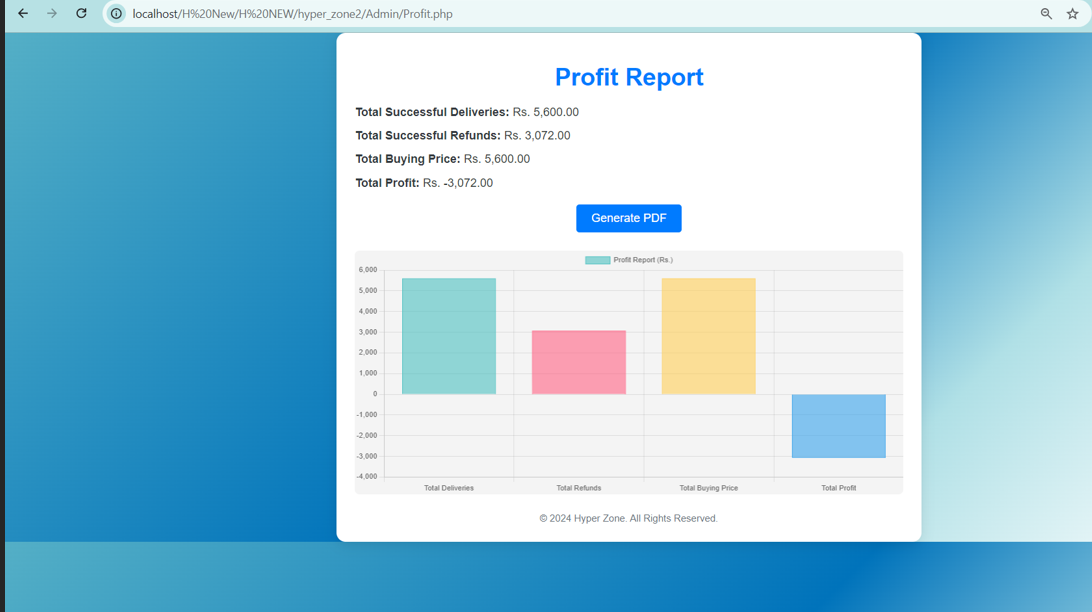 localhost/H%20New/H%20NEW/hyper_zone2/Admin/Profit.php
Profit Report
Total Successful Deliveries: Rs. 5,600.00
Total Successful Refunds: Rs. 3,072.00
Total Buying Price: Rs. 5,600.00
Total Profit: Rs. -3,072.00
Generate PDF
Profit Report (Rs.)
6,000
5,000
4,000
3,000
2,000
1,000
0
-1,000
-2,000
-3,000
-4,000
Total Deliveries Total Refunds Total Buying Price Total Profit
© 2024 Hyper Zone. All Rights Reserved.